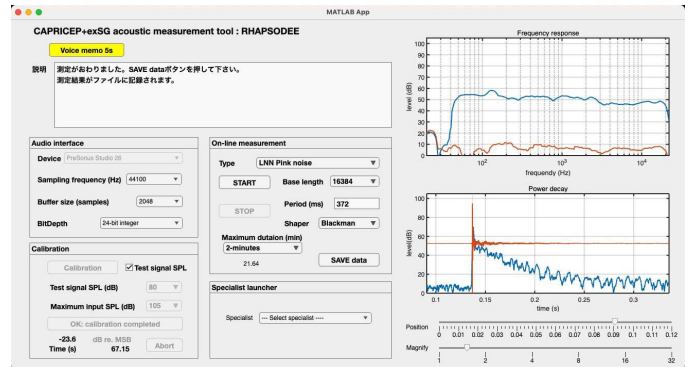 MATLAB App
CAPRICEP+exSG acoustic measurement tool : RHAPSODEE
Voice memo 5s
説明
測定がおわりました。SAVE dataボタンを押して下さい。
測定結果がファイルに記録されます。
Audio interface
Device PreSonus Studio 26
Sampling frequency (Hz) 44100
Buffer size (samples) 2048
BitDepth 24-bit integer
Calibration
Calibration Test signal SPL
Test signal SPL (dB) 80
Maximum input SPL (dB) 105
OK: calibration completed
-23.6 dB re. MSB
Time (s) 67.15 Abort
On-line measurement
Type LNN Pink noise
START Base length 16384
STOP Period (ms) 372
Shaper Blackman
Maximum dutaion (min)
2-minutes
21.64 SAVE data
Specialist launcher
Specialist --- Select specialist ----
Frequency response
level (dB)
100
90
80
70
60
50
40
30
20
10
0
10² 10³ 10⁴
frequendy (Hz)
Power decay
level(dB)
100
80
60
40
20
0
0.1 0.15 0.2 0.25 0.3
time (s)
Position
0 0.01 0.02 0.03 0.04 0.05 0.06 0.07 0.08 0.09 0.1 0.11 0.12
Magnify
1 2 4 8 16 32